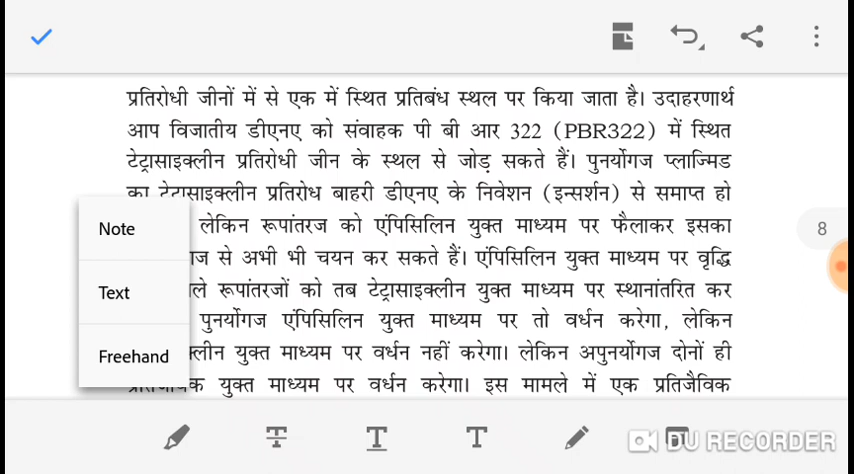 प्रतिरोधी जीनों में से एक में स्थित प्रतिबंध स्थल पर किया जाता है। उदाहरणार्थ
आप विजातीय डीएनए को संवाहक पी बी आर 322 (PBR322) में स्थित
टेट्रासाइक्लीन प्रतिरोधी जीन के स्थल से जोड़ सकते हैं। पुनर्योगज प्लाज्मिड
का टेट्रासाइक्लीन प्रतिरोध बाहरी डीएनए के निवेशन (इन्सर्शन) से समाप्त हो
Note लेकिन रूपांतरज को एंपिसिलिन युक्त माध्यम पर फैलाकर इसका
से अभी भी चयन कर सकते हैं। एंपिसिलिन युक्त माध्यम पर वृद्धि
8
Text
रूपांतरजों को तब टेट्रासाइक्लीन युक्त माध्यम पर स्थानांतरित कर
पुनर्योगज एंपिसिलिन युक्त माध्यम पर तो वर्धन करेगा, लेकिन
Freehand
युक्त माध्यम पर वर्धन नहीं करेगा। लेकिन अपुनर्योगज दोनों ही
युक्त माध्यम पर वर्धन करेगा। इस मामले में एक प्रतिजैविक
DU RECORDER